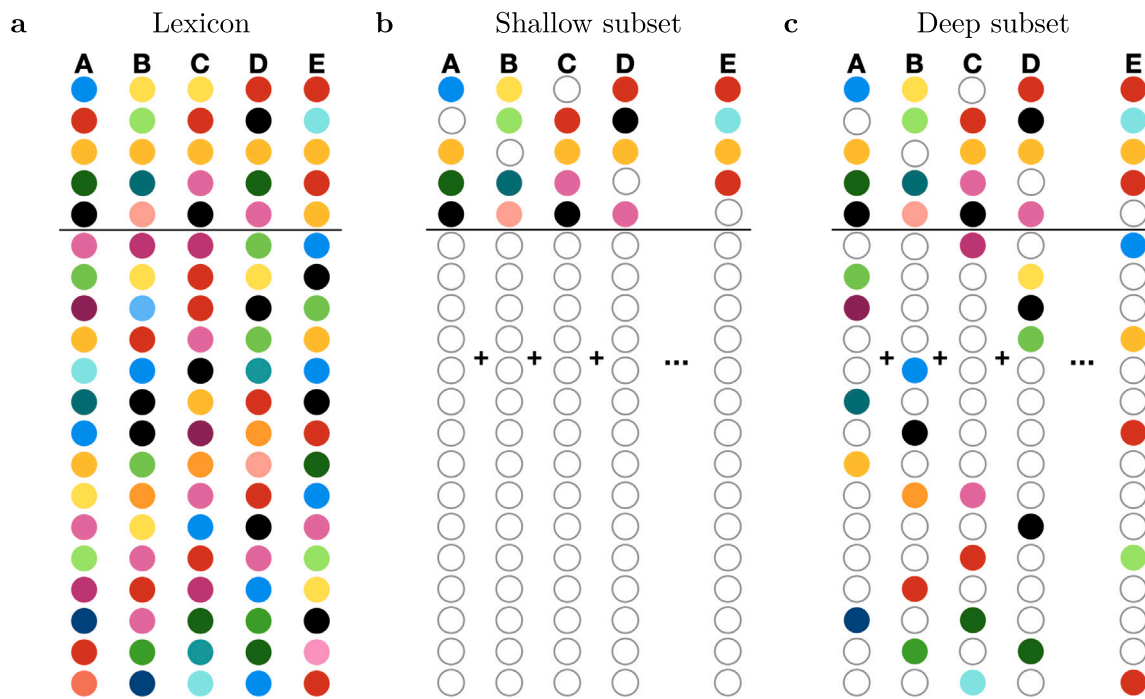 a Lexicon b Shallow subset c Deep subset
A B C D E A B C D E A B C D E
+ + + ... + + + ...